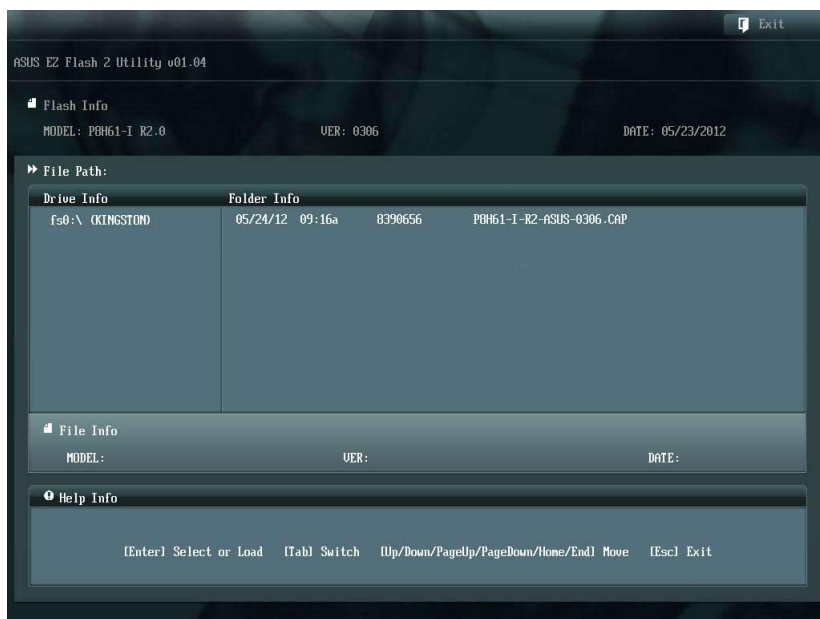 Exit
ASUS EZ Flash 2 Utility v01.04
Flash Info
MODEL: P8H61-I R2.0 VER: 0306 DATE: 05/23/2012
File Path:
Drive Info Folder Info
fs0:\ (KINGSTON) 05/24/12 09:16a 8390656 P8H61-I-R2-ASUS-0306.CAP
File Info
MODEL: VER: DATE:
Help Info
[Enter] Select or Load [Tab] Switch [Up/Down/PageUp/PageDown/Home/End] Move [Esc] Exit